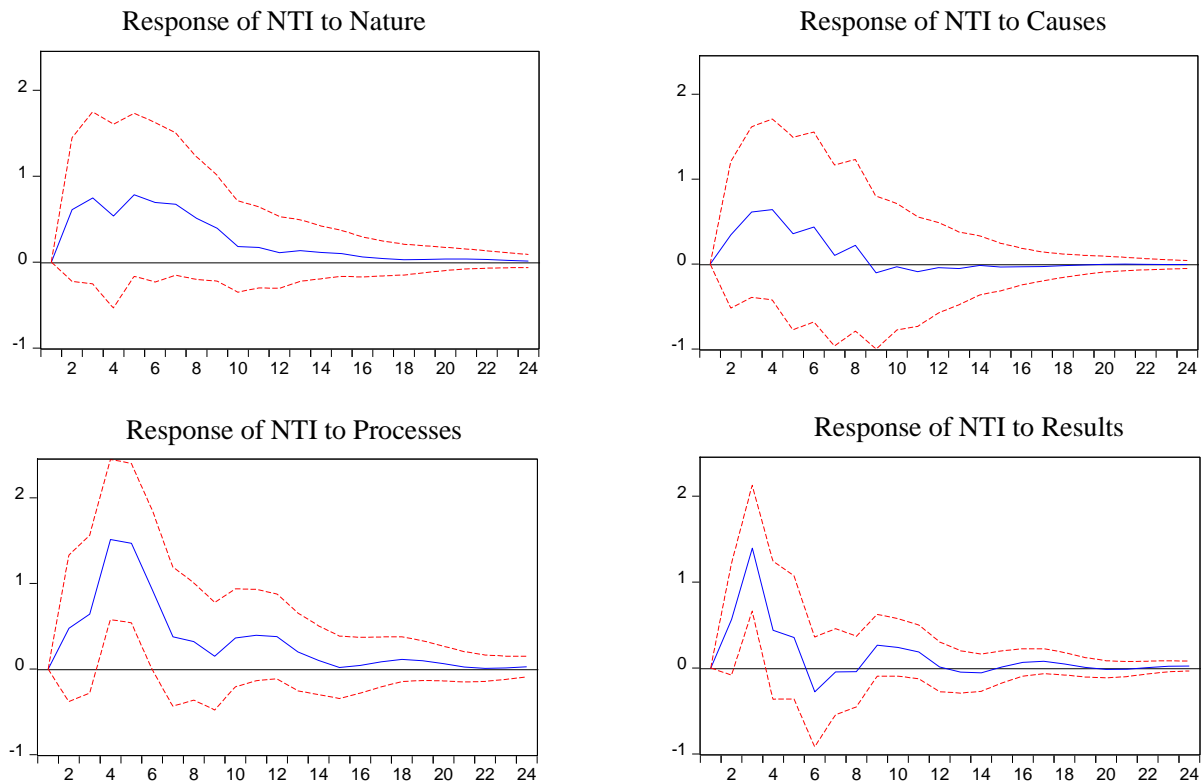 Response of NTI to Nature
2
1
0
-1
2 4 6 8 10 12 14 16 18 20 22 24
Response of NTI to Causes
2
1
0
-1
2 4 6 8 10 12 14 16 18 20 22 24
Response of NTI to Processes
2
1
0
-1
2 4 6 8 10 12 14 16 18 20 22 24
Response of NTI to Results
2
1
0
-1
2 4 6 8 10 12 14 16 18 20 22 24